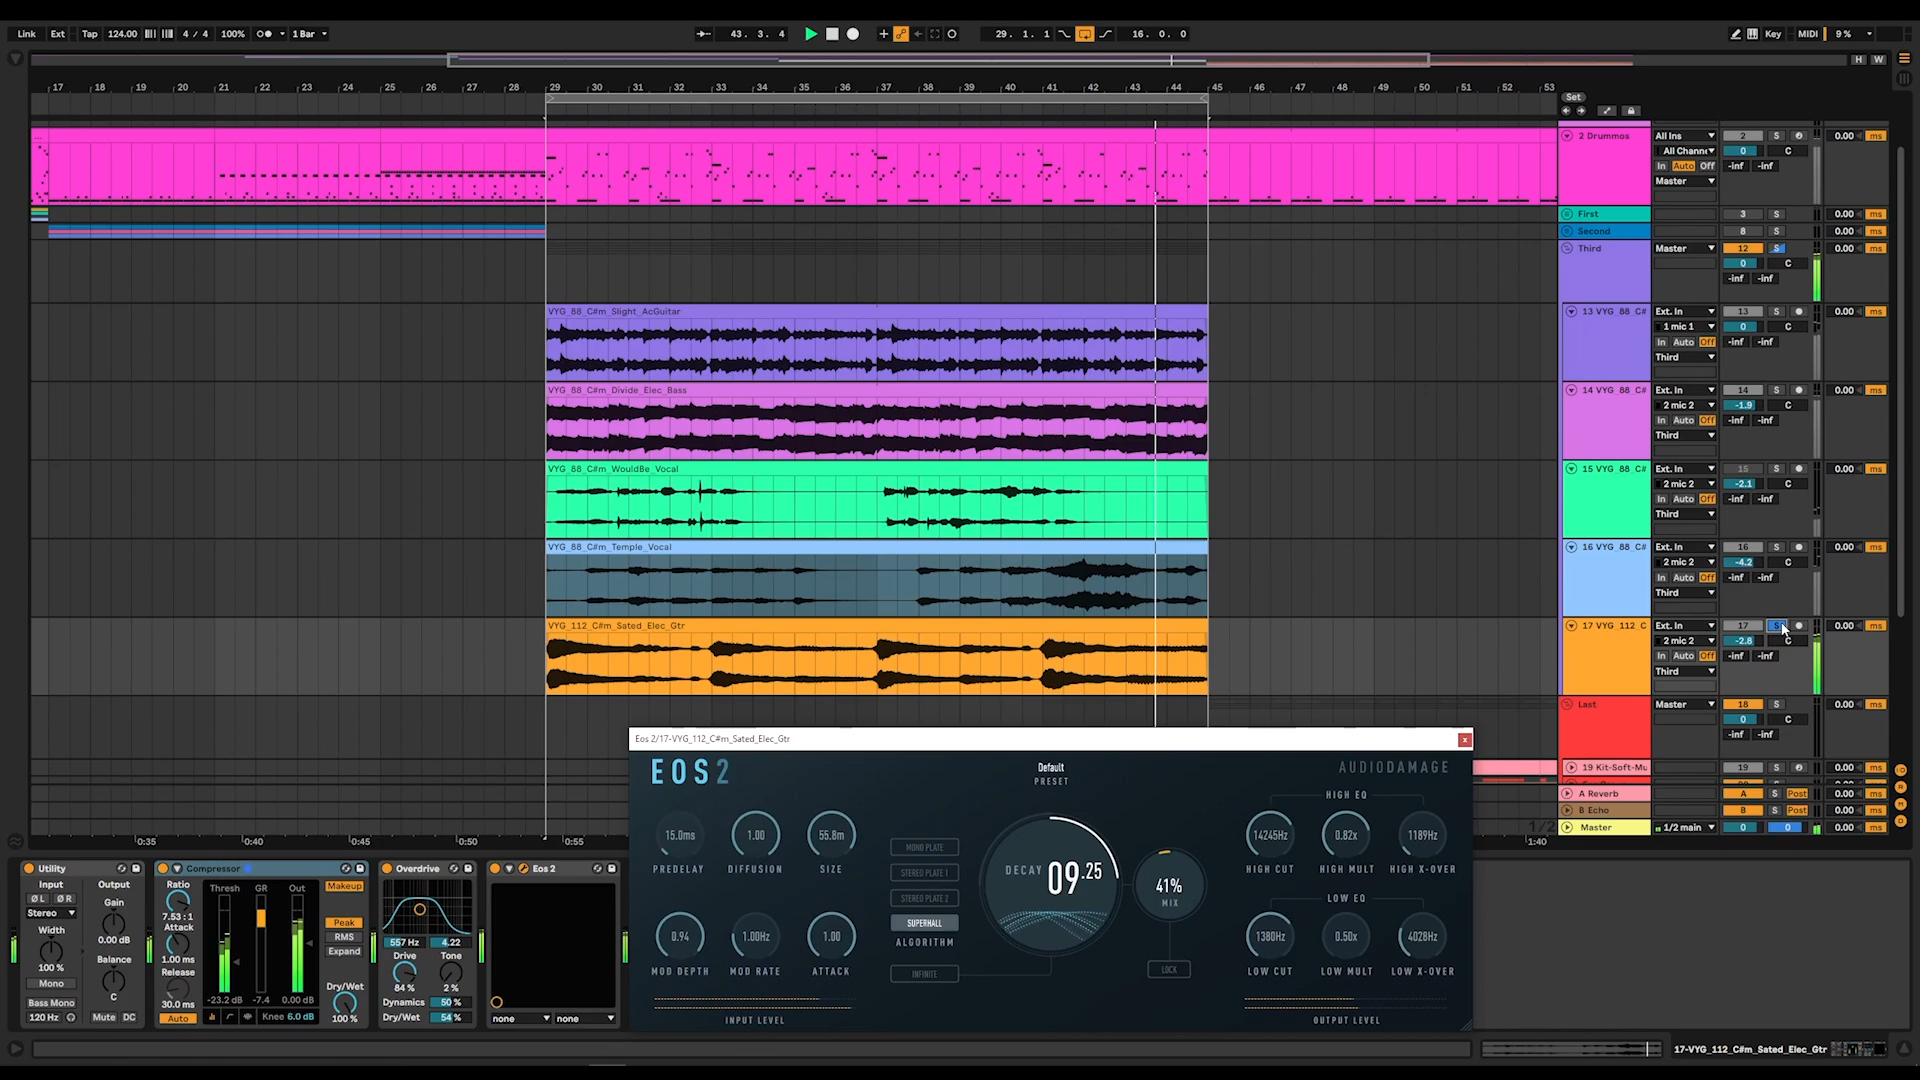 Link Ext Tap 124.00 4 / 4 100% 1 Bar 43. 3. 4 29. 1. 1 16. 0. 0 Key MIDI 9 %
H W
17 18 19 20 21 22 23 24 25 26 27 28 29 30 31 32 33 34 35 36 37 38 39 40 41 42 43 44 45 46 47 48 49 50 51 52 53
Set
2 Drummos All Ins 2 S 0.00 ms
All Channe 0 C
In Auto Off -inf -inf
Master
First 3 S 0.00 ms
Second 8 S 0.00 ms
Third Master 12 S 0.00 ms
0 C
-inf -inf
VYG_88_C#m_Slight_AcGuitar 13 VYG_88_C# Ext. In 13 S 0.00 ms
1 mic 1 0 C
In Auto Off -inf -inf
Third
VYG_88_C#m_Divide_Elec_Bass 14 VYG_88_C# Ext. In 14 S 0.00 ms
2 mic 2 -1.9 C
In Auto Off -inf -inf
Third
VYG_88_C#m_WouldBe_Vocal 15 VYG_88_C# Ext. In 15 S 0.00 ms
2 mic 2 -2.1 C
In Auto Off -inf -inf
Third
VYG_88_C#m_Temple_Vocal 16 VYG_88_C# Ext. In 16 S 0.00 ms
2 mic 2 -4.2 C
In Auto Off -inf -inf
Third
VYG_112_C#m_Sated_Elec_Gtr 17 VYG_112_C Ext. In 17 S 0.00 ms
2 mic 2 -2.8 C
In Auto Off -inf -inf
Third
Last Master 18 S 0.00 ms
0 C
-inf -inf
19 Kit-Soft-Mu 19 S 0.00 ms
A Reverb A S Post 0.00 ms
B Echo B S Post 0.00 ms
1/2 Master 1/2 main 0 0 0.00 ms
0:35 0:40 0:45 0:50 0:55 1:40
Eos 2/17-VYG_112_C#m_Sated_Elec_Gtr x
EOS2 Default AUDIODAMAGE
PRESET
HIGH EQ
15.0ms 1.00 55.8m 14245Hz 0.82x 1189Hz
PREDELAY DIFFUSION SIZE HIGH CUT HIGH MULT HIGH X-OVER
MONO PLATE
STEREO PLATE 1
STEREO PLATE 2
SUPERHALL
ALGORITHM
INFINITE
DECAY 09.25
41%
MIX
LOCK
LOW EQ
0.94 1.00Hz 1.00 1380Hz 0.50x 4028Hz
MOD DEPTH MOD RATE ATTACK LOW CUT LOW MULT LOW X-OVER
INPUT LEVEL OUTPUT LEVEL
Utility
Input Output
Ø L Ø R Gain
Stereo
Width 0.00 dB
Balance
100 %
Mono C
Bass Mono
120 Hz Mute DC
Compressor
Ratio Thresh GR Out Makeup
7.53 : 1
Attack Peak
RMS
1.00 ms Expand
Release
Dry/Wet
30.0 ms -23.2 dB -7.4 0.00 dB
Auto Knee 6.0 dB 100 %
Overdrive
557 Hz 4.22
Drive Tone
84 % 2 %
Dynamics 50 %
Dry/Wet 54 %
Eos 2
none none
17-VYG_112_C#m_Sated_Elec_Gtr